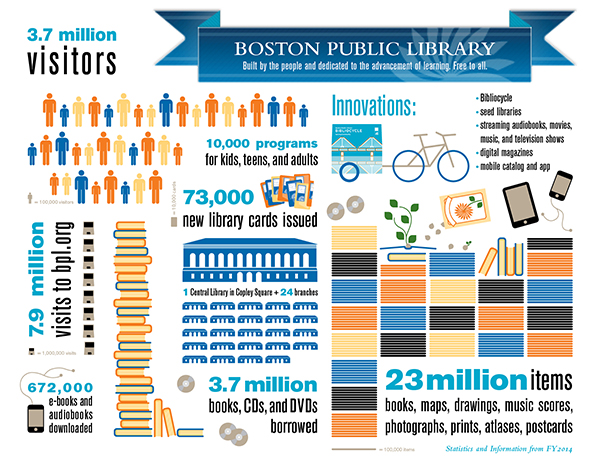 3.7 million
visitors
BOSTON PUBLIC LIBRARY
Built by the people and dedicated to the advancement of learning. Free to all.
= 100,000 visitors
10,000 programs
for kids, teens, and adults
73,000
new library cards issued
= 10,000 cards
Innovations:
• Bibliocycle
• seed libraries
• streaming audiobooks, movies,
music, and television shows
• digital magazines
• mobile catalog and app
BIBLIOCYCLE
7.9 million
visits to bpl.org
= 1,000,000 visits
1 Central Library in Copley Square + 24 branches
672,000
e-books and
audiobooks
downloaded
3.7 million
books, CDs, and DVDs
borrowed
23 million items
books, maps, drawings, music scores,
photographs, prints, atlases, postcards
= 100,000 items
Statistics and Information from FY2014